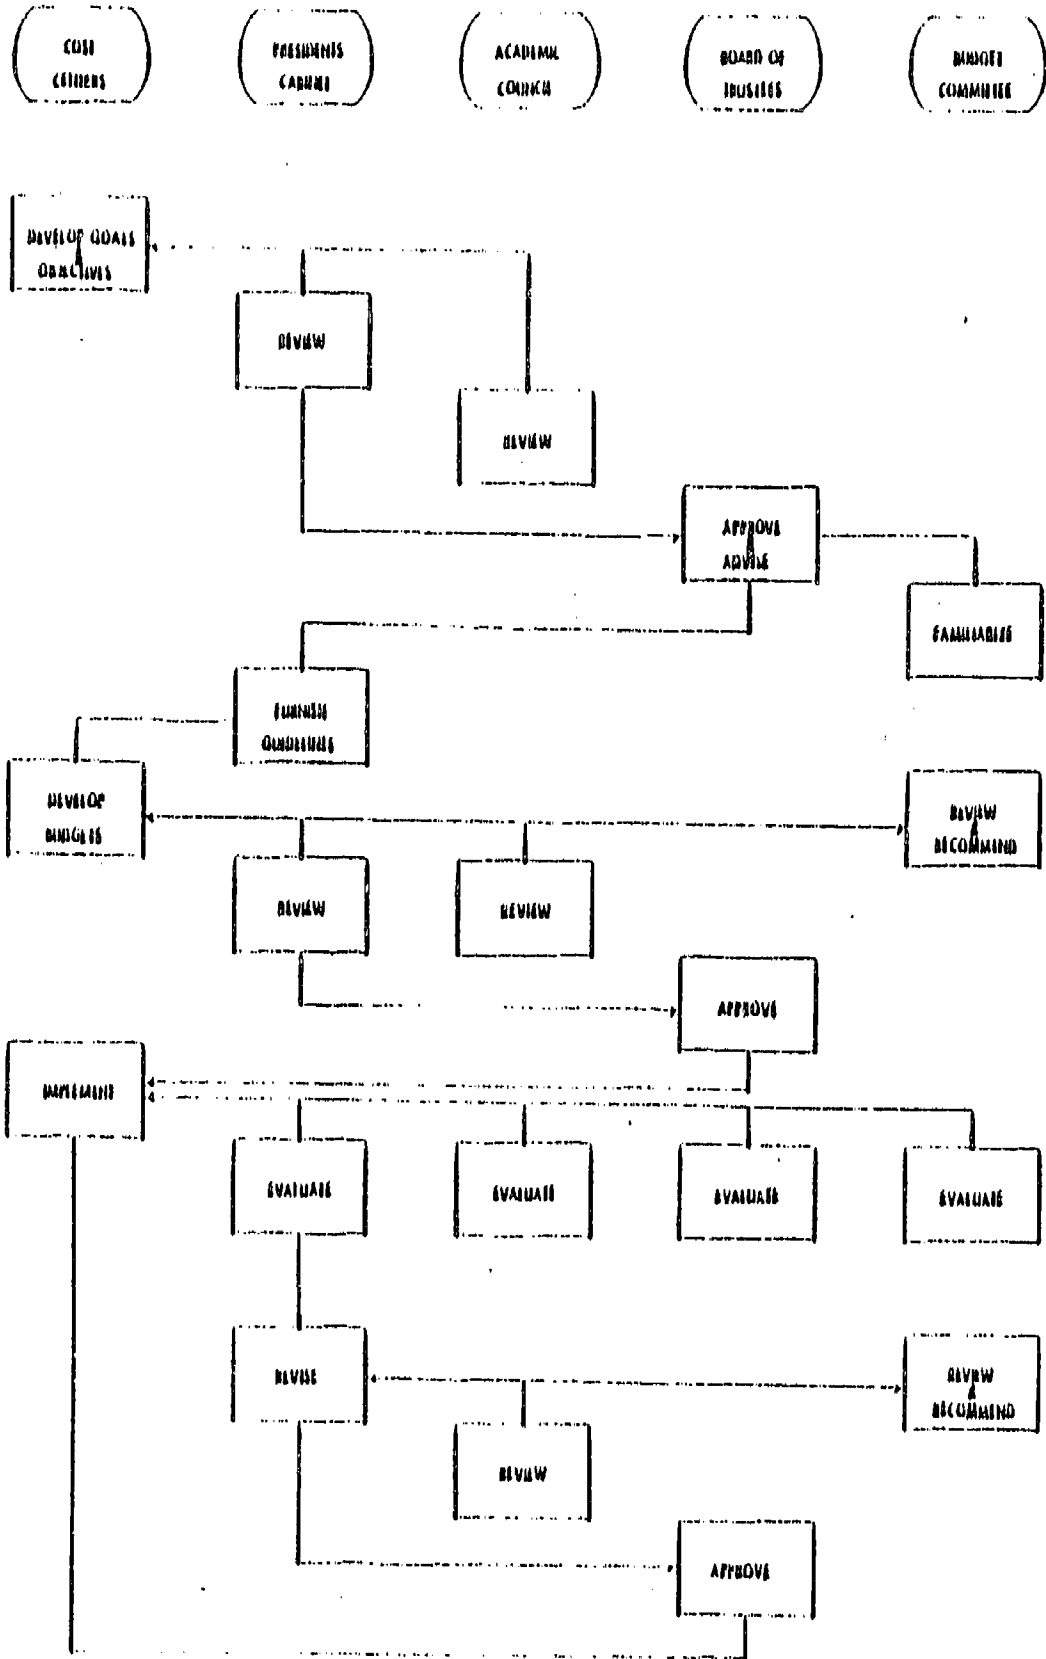 COST
CENTERS
PRESIDENTS
CABINET
ACADEMIC
COUNCIL
BOARD OF
TRUSTEES
BUDGET
COMMITTEE
DEVELOP GOALS
&
OBJECTIVES
REVIEW
REVIEW
APPROVE
&
ADVISE
FAMILIARIZE
FURNISH
GUIDELINES
DEVELOP
BUDGETS
REVIEW
&
RECOMMEND
REVIEW
REVIEW
APPROVE
IMPLEMENT
EVALUATE
EVALUATE
EVALUATE
EVALUATE
REVISE
REVIEW
&
RECOMMEND
REVIEW
APPROVE